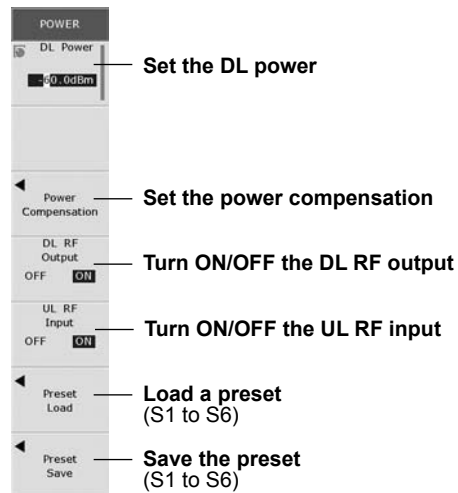 POWER
DL Power
-60.0dBm
Set the DL power
Power
Compensation
Set the power compensation
DL RF
Output
OFF ON
Turn ON/OFF the DL RF output
UL RF
Input
OFF ON
Turn ON/OFF the UL RF input
Preset
Load
Load a preset
(S1 to S6)
Preset
Save
Save the preset
(S1 to S6)